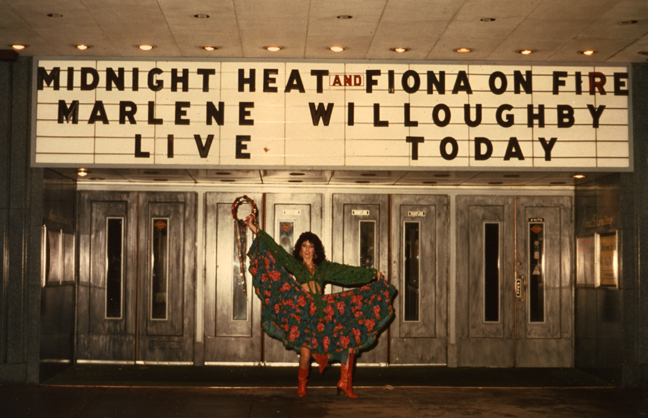 MIDNIGHT HEAT AND FIONA ON FIRE
MARLENE WILLOUGHBY
LIVE TODAY